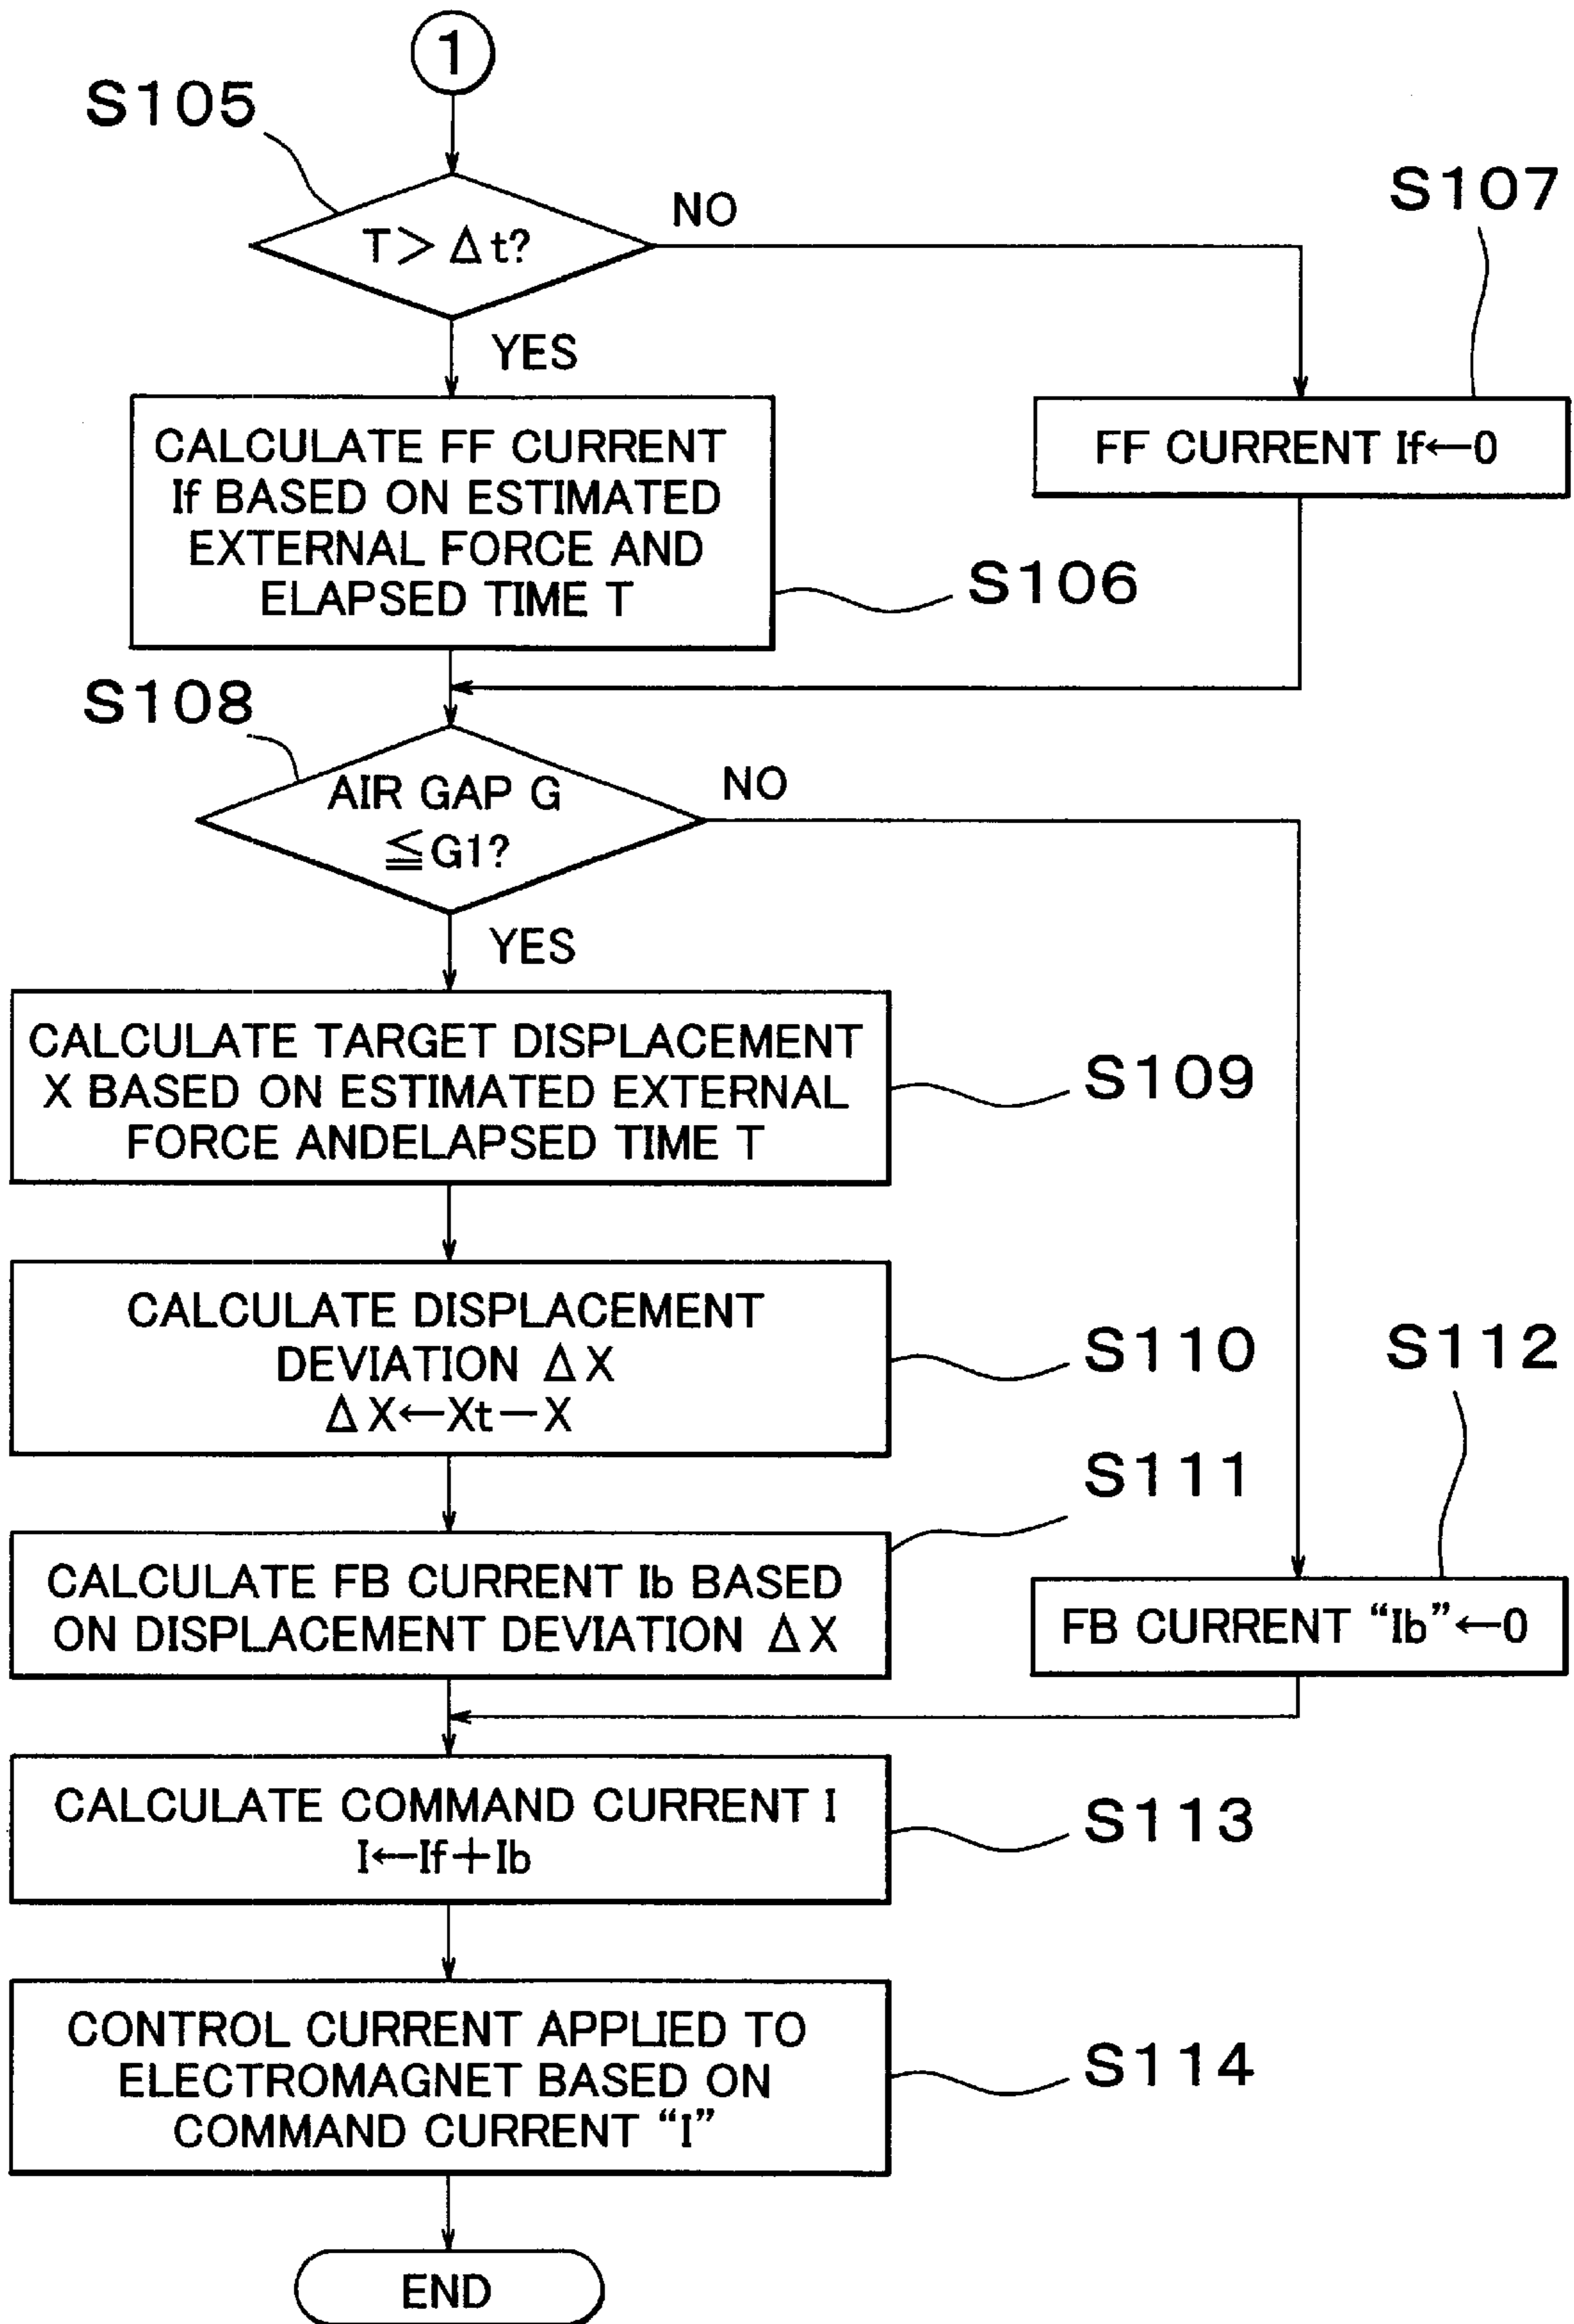 1
S105
T＞Δt?
NO
S107
YES
CALCULATE FF CURRENT
If BASED ON ESTIMATED
EXTERNAL FORCE AND
ELAPSED TIME T
FF CURRENT If←0
S106
S108
AIR GAP G
≦G1?
NO
YES
CALCULATE TARGET DISPLACEMENT
X BASED ON ESTIMATED EXTERNAL
FORCE ANDELAPSED TIME T
S109
CALCULATE DISPLACEMENT
DEVIATION ΔX
ΔX←Xt－X
S110
S112
S111
CALCULATE FB CURRENT Ib BASED
ON DISPLACEMENT DEVIATION ΔX
FB CURRENT “Ib”←0
CALCULATE COMMAND CURRENT I
I←If＋Ib
S113
CONTROL CURRENT APPLIED TO
ELECTROMAGNET BASED ON
COMMAND CURRENT “I”
S114
END